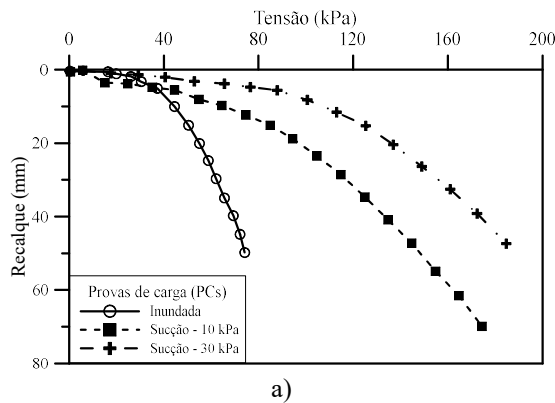 Tensão (kPa)
0 40 80 120 160 200
0
20
40
60
80
Recalque (mm)
Provas de carga (PCs)
Inundada
Sucção - 10 kPa
Sucção - 30 kPa
a)